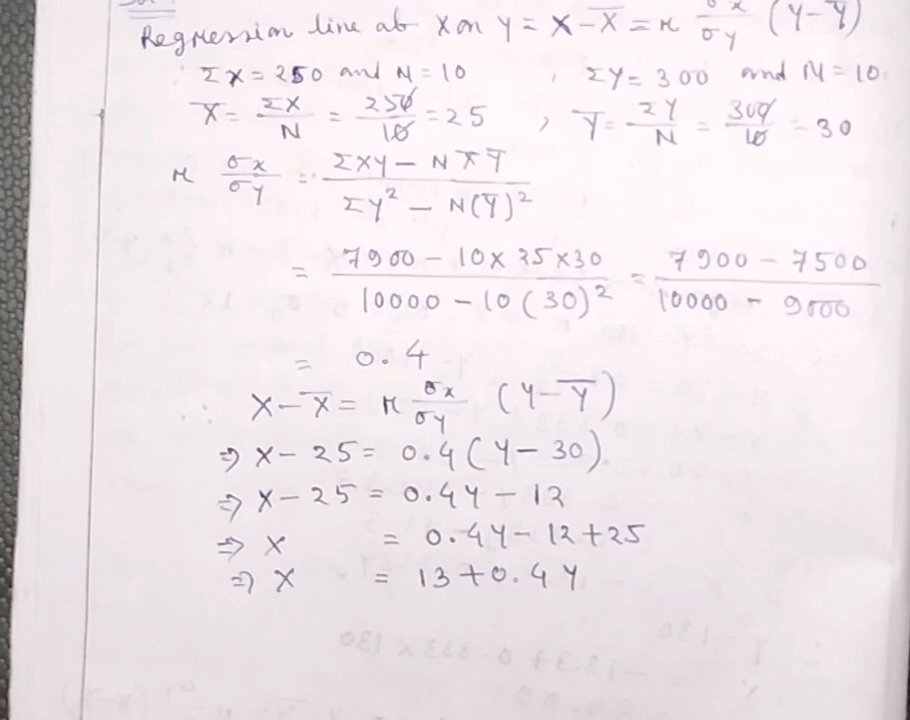 Regression line of X on Y = X - X̅ = r σx/σy (Y - Y̅)
ΣX = 250 and N = 10 , ΣY = 300 and N = 10
X̅ = ΣX/N = 250/10 = 25 , Y̅ = ΣY/N = 300/10 = 30
r σx/σy = (ΣXY - N X̅ Y̅)/(ΣY² - N(Y̅)²)
= (7900 - 10 × 25 × 30)/(10000 - 10(30)²) = (7900 - 7500)/(10000 - 9000)
= 0.4
∴ X - X̅ = r σx/σy (Y - Y̅)
⇒ X - 25 = 0.4 (Y - 30)
⇒ X - 25 = 0.4Y - 12
⇒ X = 0.4Y - 12 + 25
⇒ X = 13 + 0.4Y